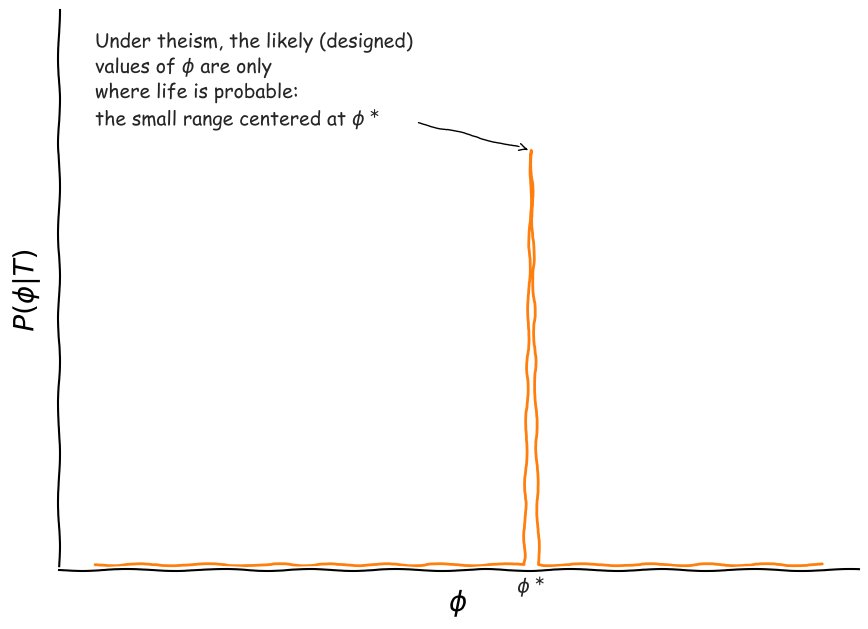 Under theism, the likely (designed)
values of ϕ are only
where life is probable:
the small range centered at ϕ *
P(ϕ|T)
ϕ *
ϕ